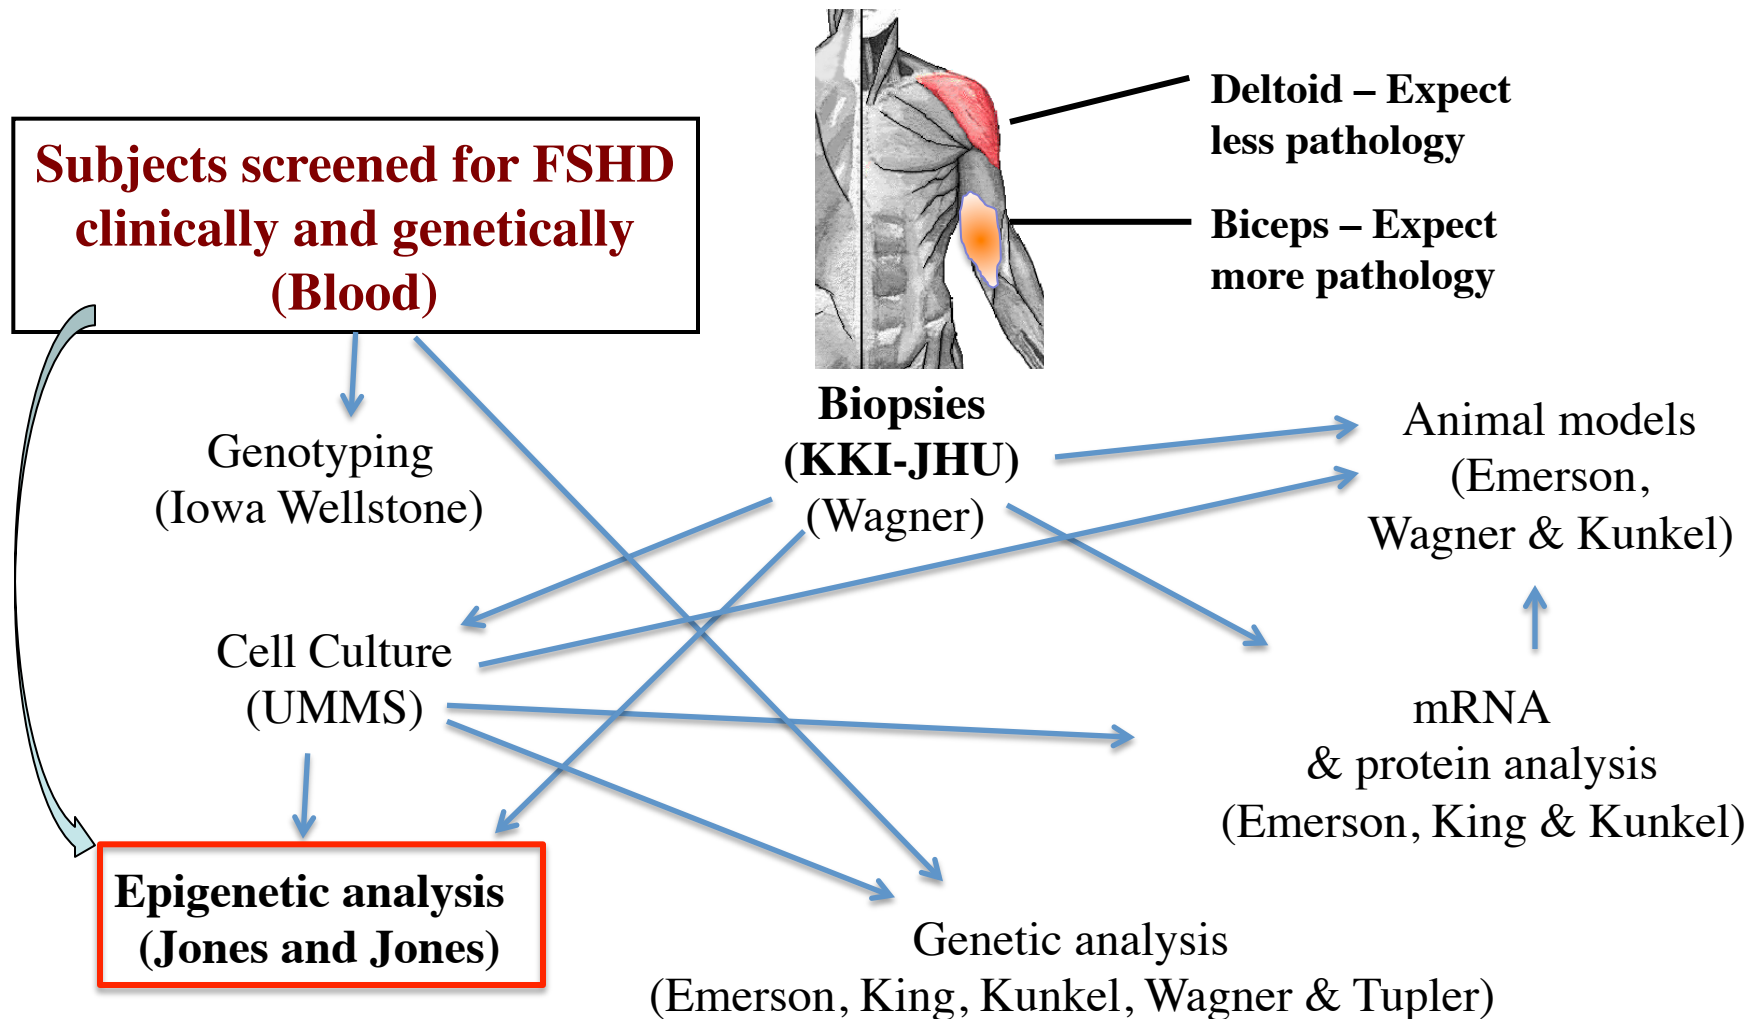 Subjects screened for FSHD
clinically and genetically
(Blood)
Deltoid – Expect
less pathology
Biceps – Expect
more pathology
Biopsies
(KKI-JHU)
(Wagner)
Genotyping
(Iowa Wellstone)
Animal models
(Emerson,
Wagner & Kunkel)
Cell Culture
(UMMS)
mRNA
& protein analysis
(Emerson, King & Kunkel)
Epigenetic analysis
(Jones and Jones)
Genetic analysis
(Emerson, King, Kunkel, Wagner & Tupler)